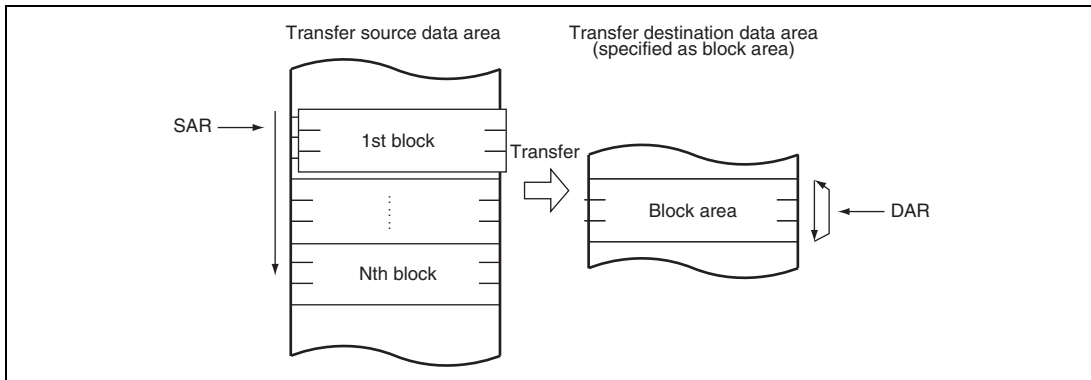 Transfer source data area
Transfer destination data area
(specified as block area)
SAR
1st block
Transfer
Block area
DAR
Nth block